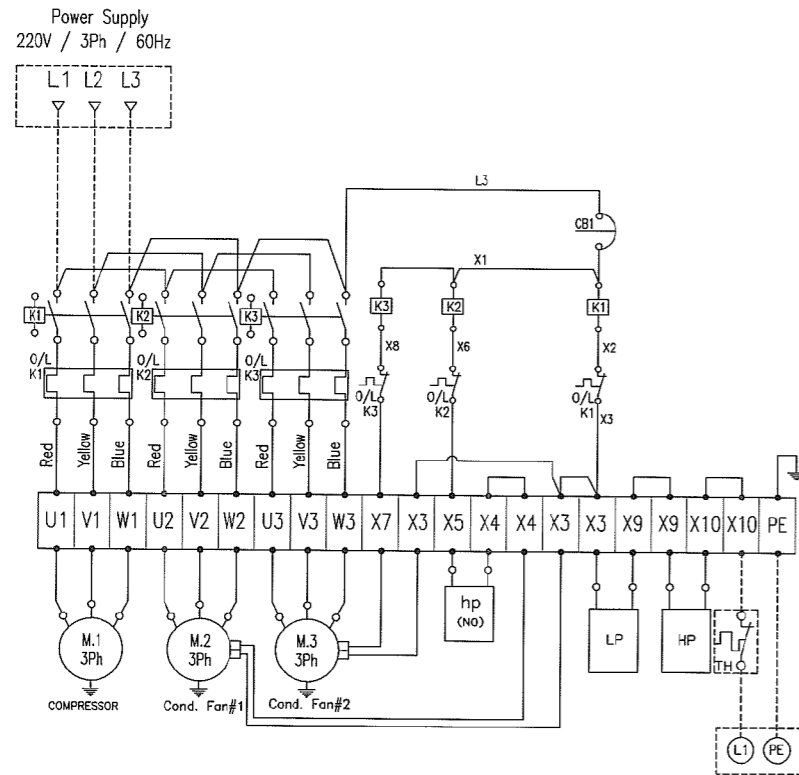 Power Supply
220V / 3Ph / 60Hz
L1 L2 L3
L3
CB1
X1
K1 K2 K3 K3 K2 K1
X8 X6 X2
O/L K1
O/L K2
O/L K3
O/L K3
O/L K2
O/L K1
X3
Red Yellow Blue Red Yellow Blue Red Yellow Blue
U1 V1 W1 U2 V2 W2 U3 V3 W3 X7 X3 X5 X4 X4 X3 X3 X9 X9 X10 X10 PE
hp
(NO)
M.1
3Ph
M.2
3Ph
M.3
3Ph
LP HP TH
COMPRESSOR Cond. Fan#1 Cond. Fan#2
L1 PE